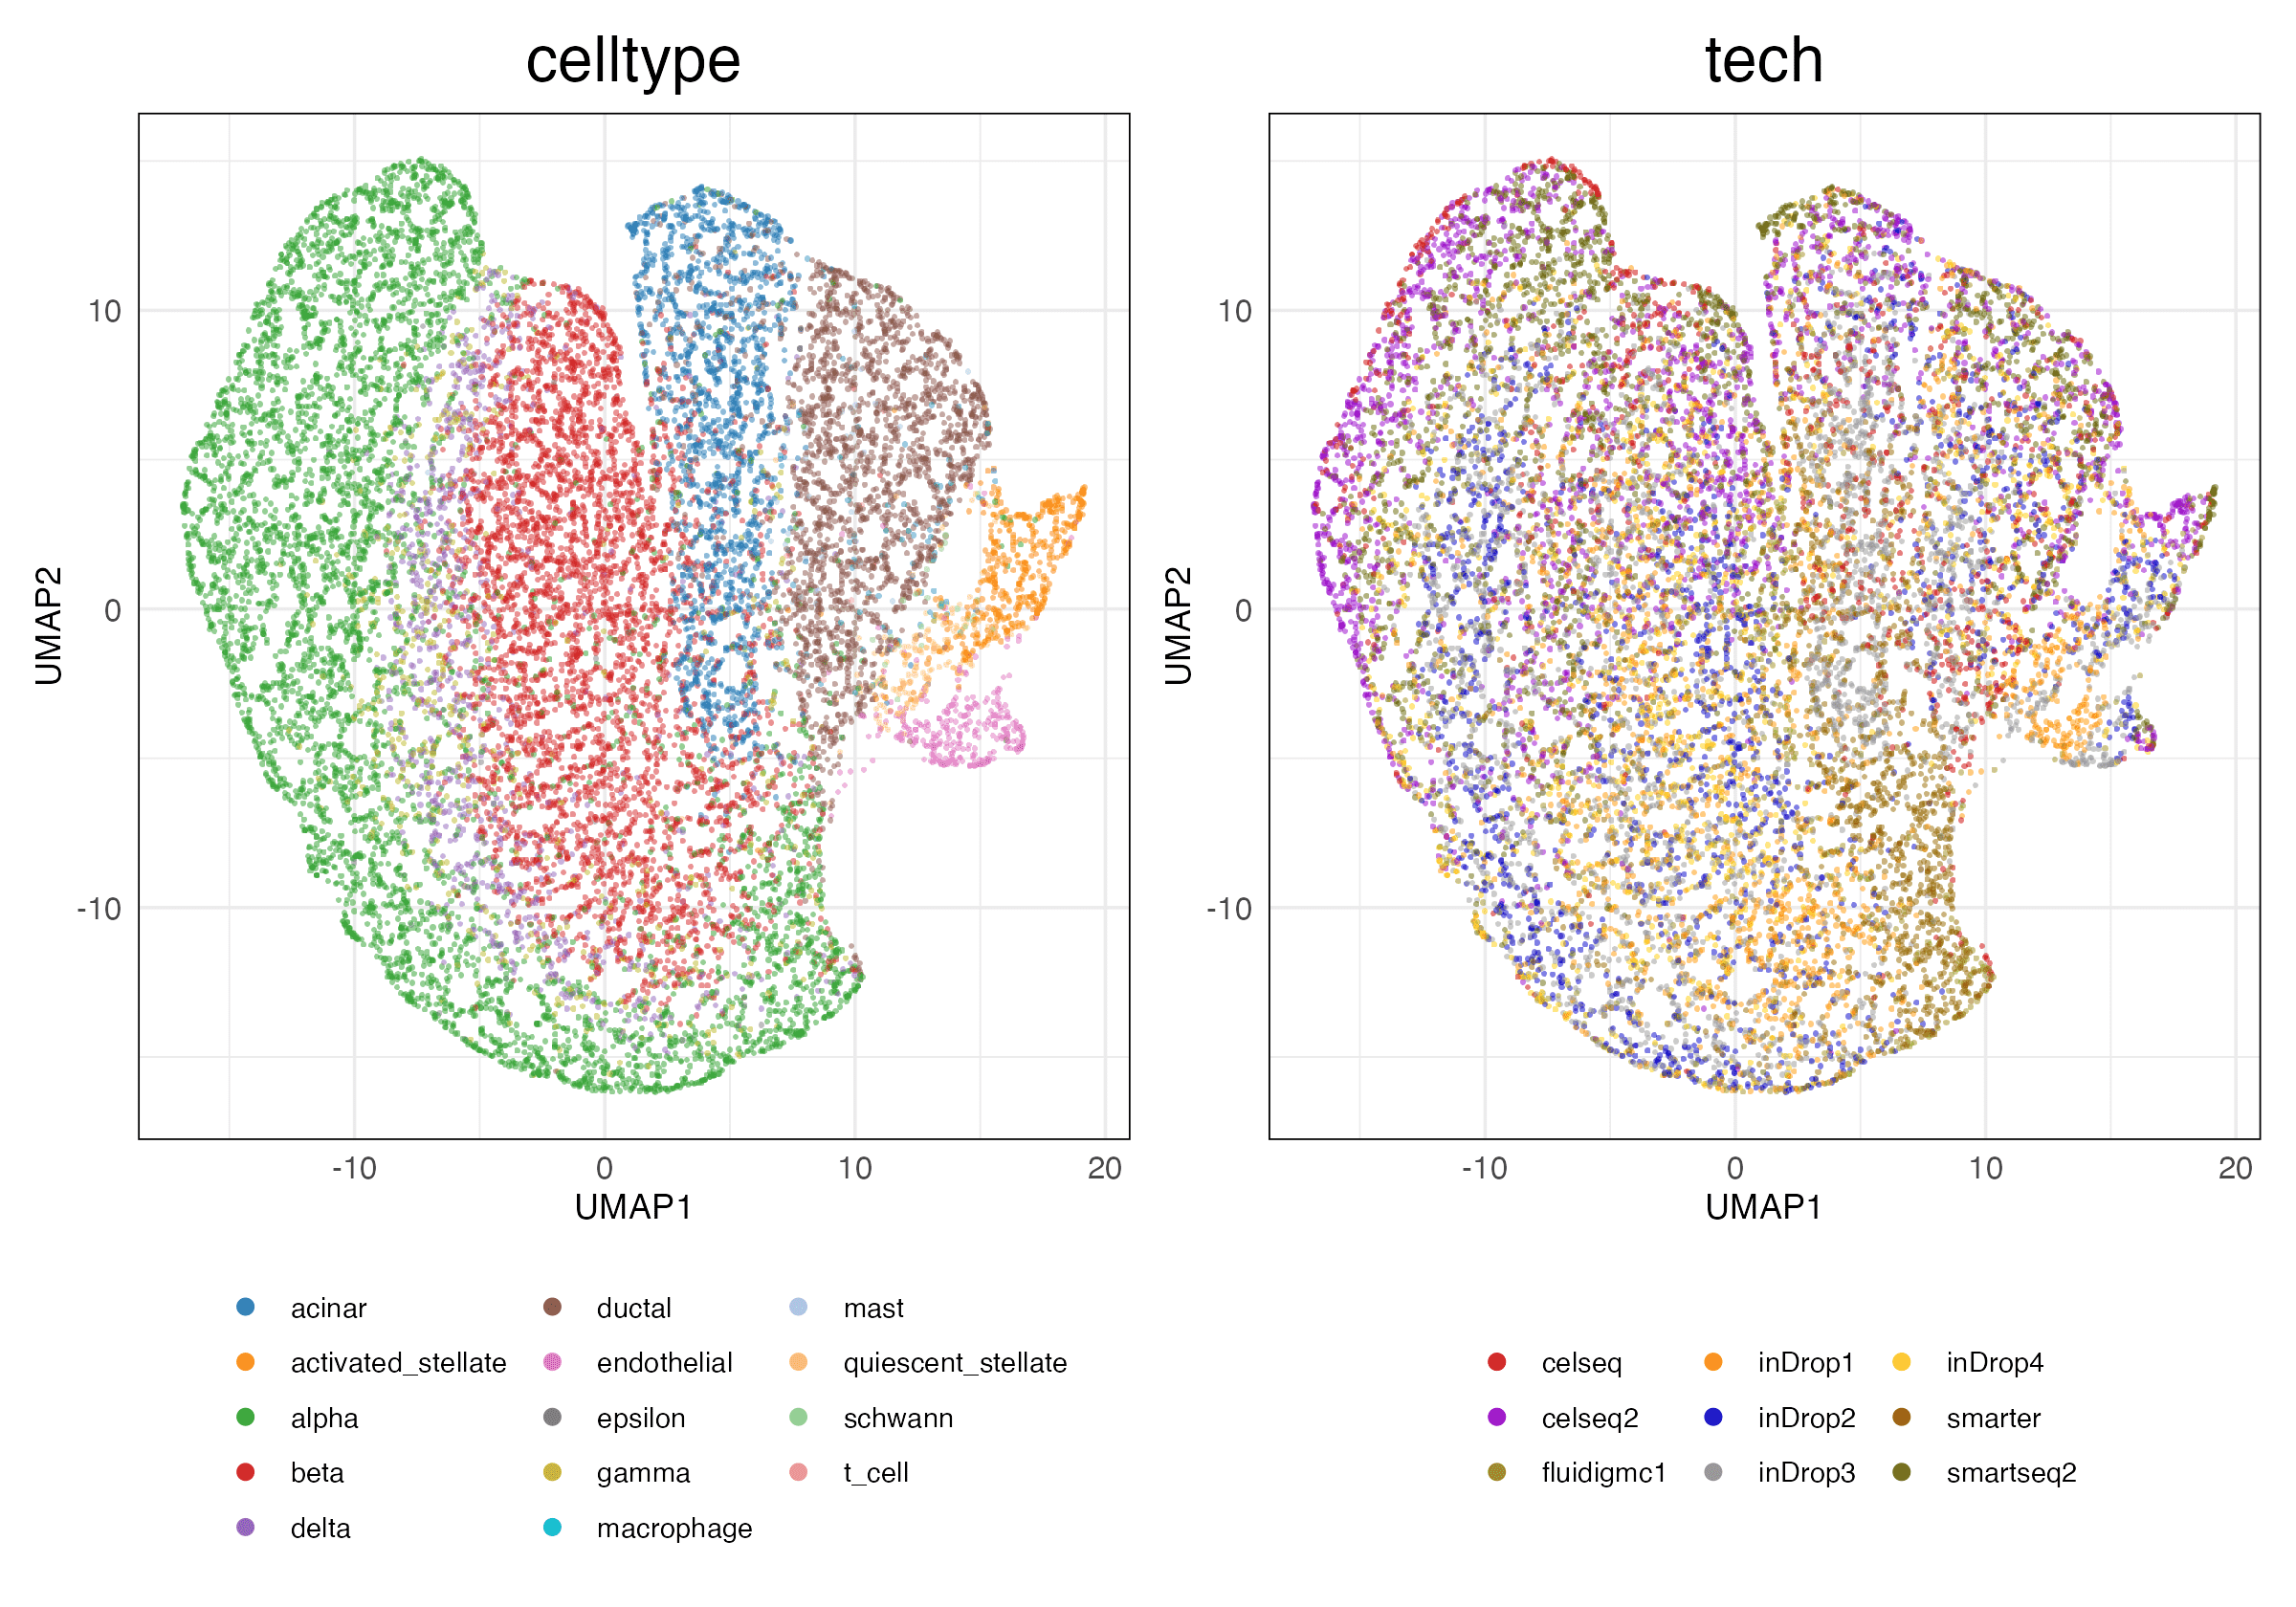 celltype
tech
10
0
-10
UMAP2
-10
0
10
20
UMAP1
10
0
-10
UMAP2
-10
0
10
20
UMAP1
acinar
activated_stellate
alpha
beta
delta
ductal
endothelial
epsilon
gamma
macrophage
mast
quiescent_stellate
schwann
t_cell
celseq
celseq2
fluidigmc1
inDrop1
inDrop2
inDrop3
inDrop4
smarter
smartseq2